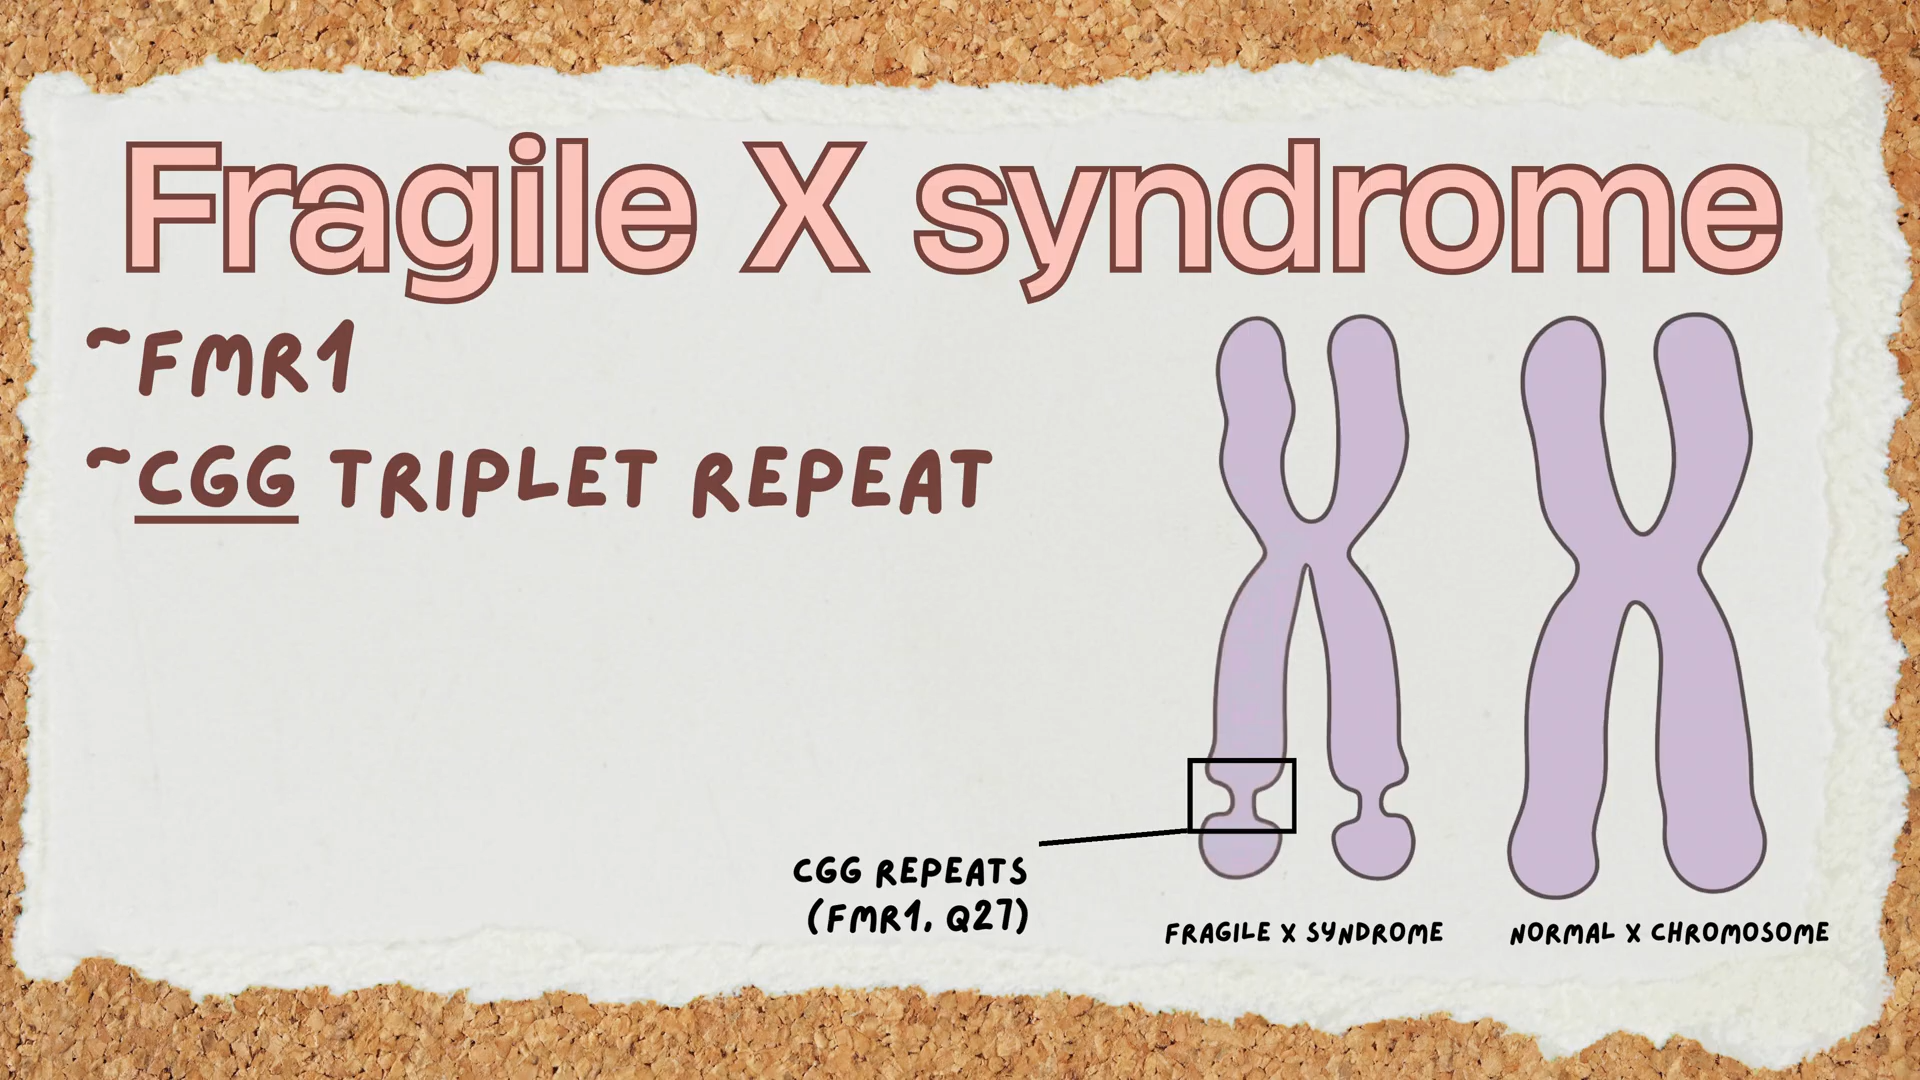 Fragile X syndrome
~FMR1
~CGG TRIPLET REPEAT
CGG REPEATS
(FMR1, Q27)
FRAGILE X SYNDROME
NORMAL X CHROMOSOME